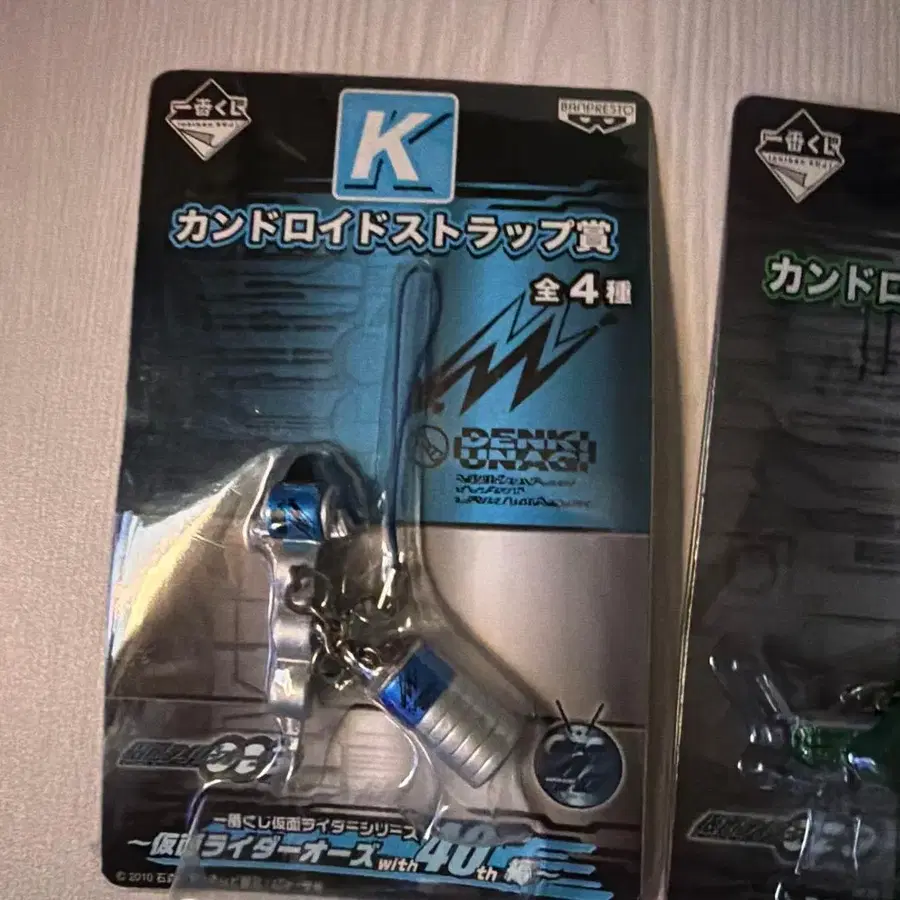 一番くじ
K
BANPRESTO
カンドロイドストラップ賞
全4種
DENKI
UNAGI
一番くじ仮面ライダーシリーズ
～仮面ライダーオーズwith40th編～
© 2010 石
一番くじ
カンドロ